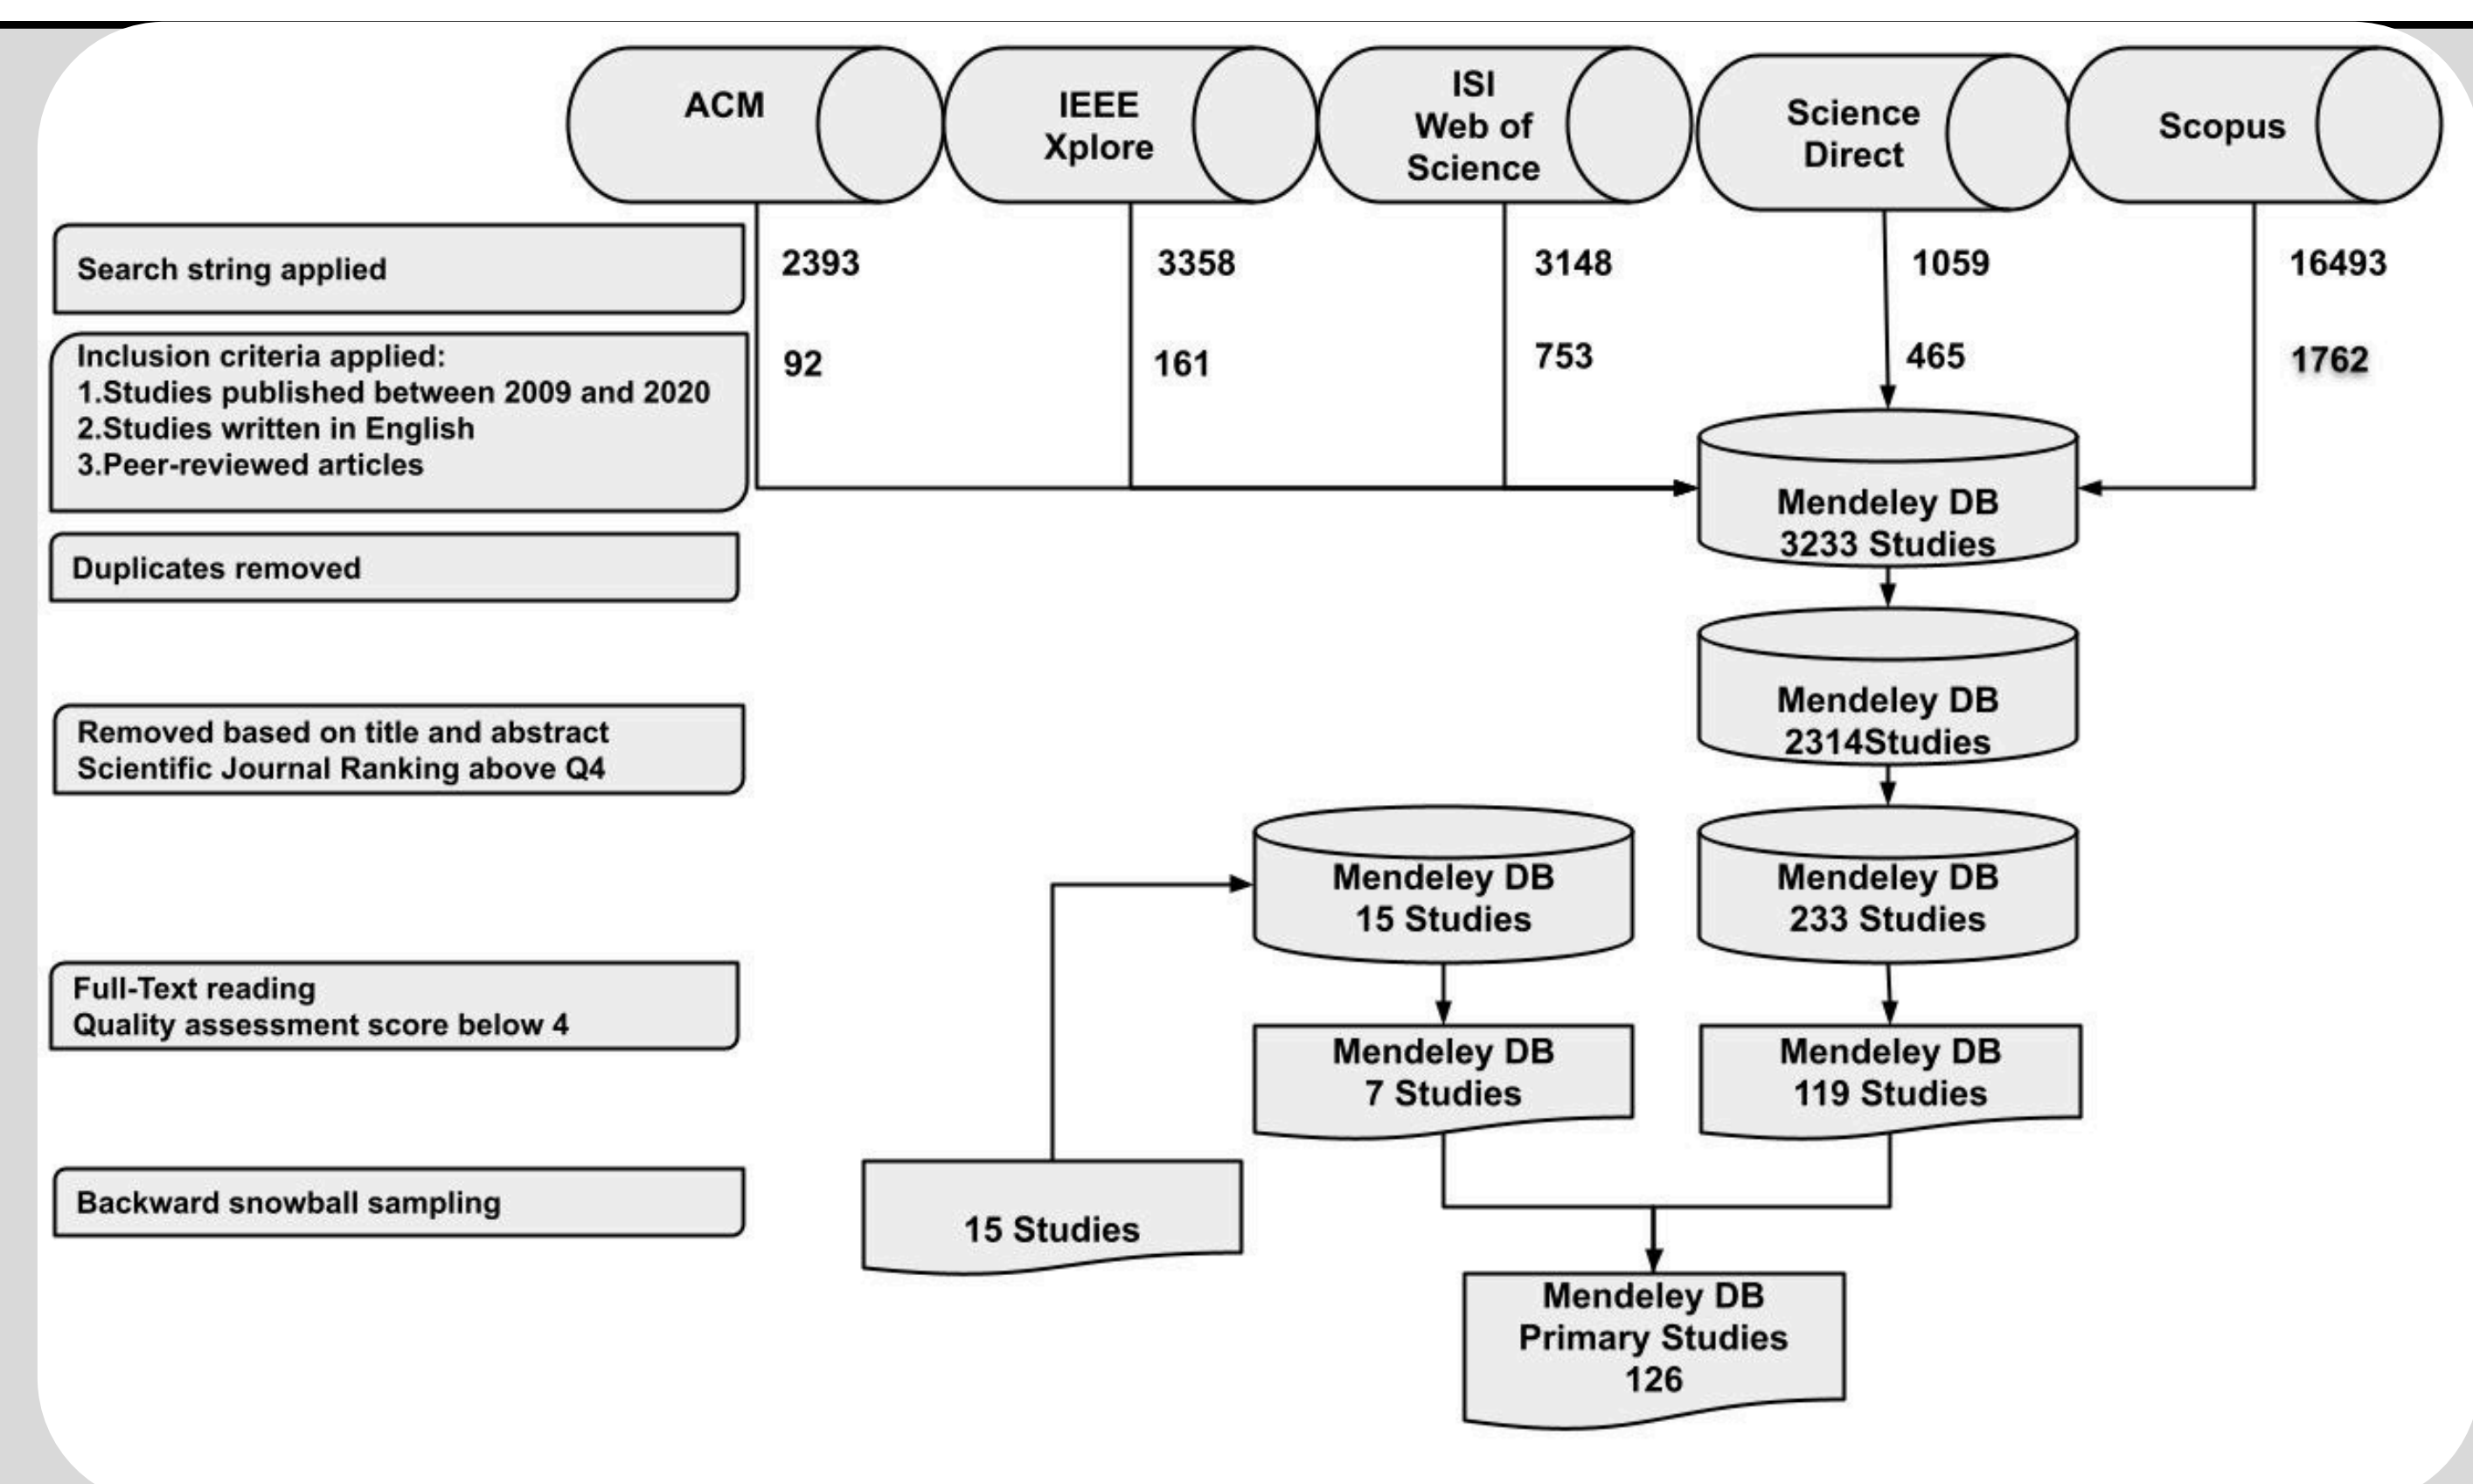 ACM
IEEE
Xplore
ISI
Web of
Science
Science
Direct
Scopus
Search string applied
2393
3358
3148
1059
16493
Inclusion criteria applied:
1.Studies published between 2009 and 2020
2.Studies written in English
3.Peer-reviewed articles
92
161
753
465
1762
Mendeley DB
3233 Studies
Duplicates removed
Mendeley DB
2314Studies
Removed based on title and abstract
Scientific Journal Ranking above Q4
Mendeley DB
15 Studies
Mendeley DB
233 Studies
Full-Text reading
Quality assessment score below 4
Mendeley DB
7 Studies
Mendeley DB
119 Studies
Backward snowball sampling
15 Studies
Mendeley DB
Primary Studies
126